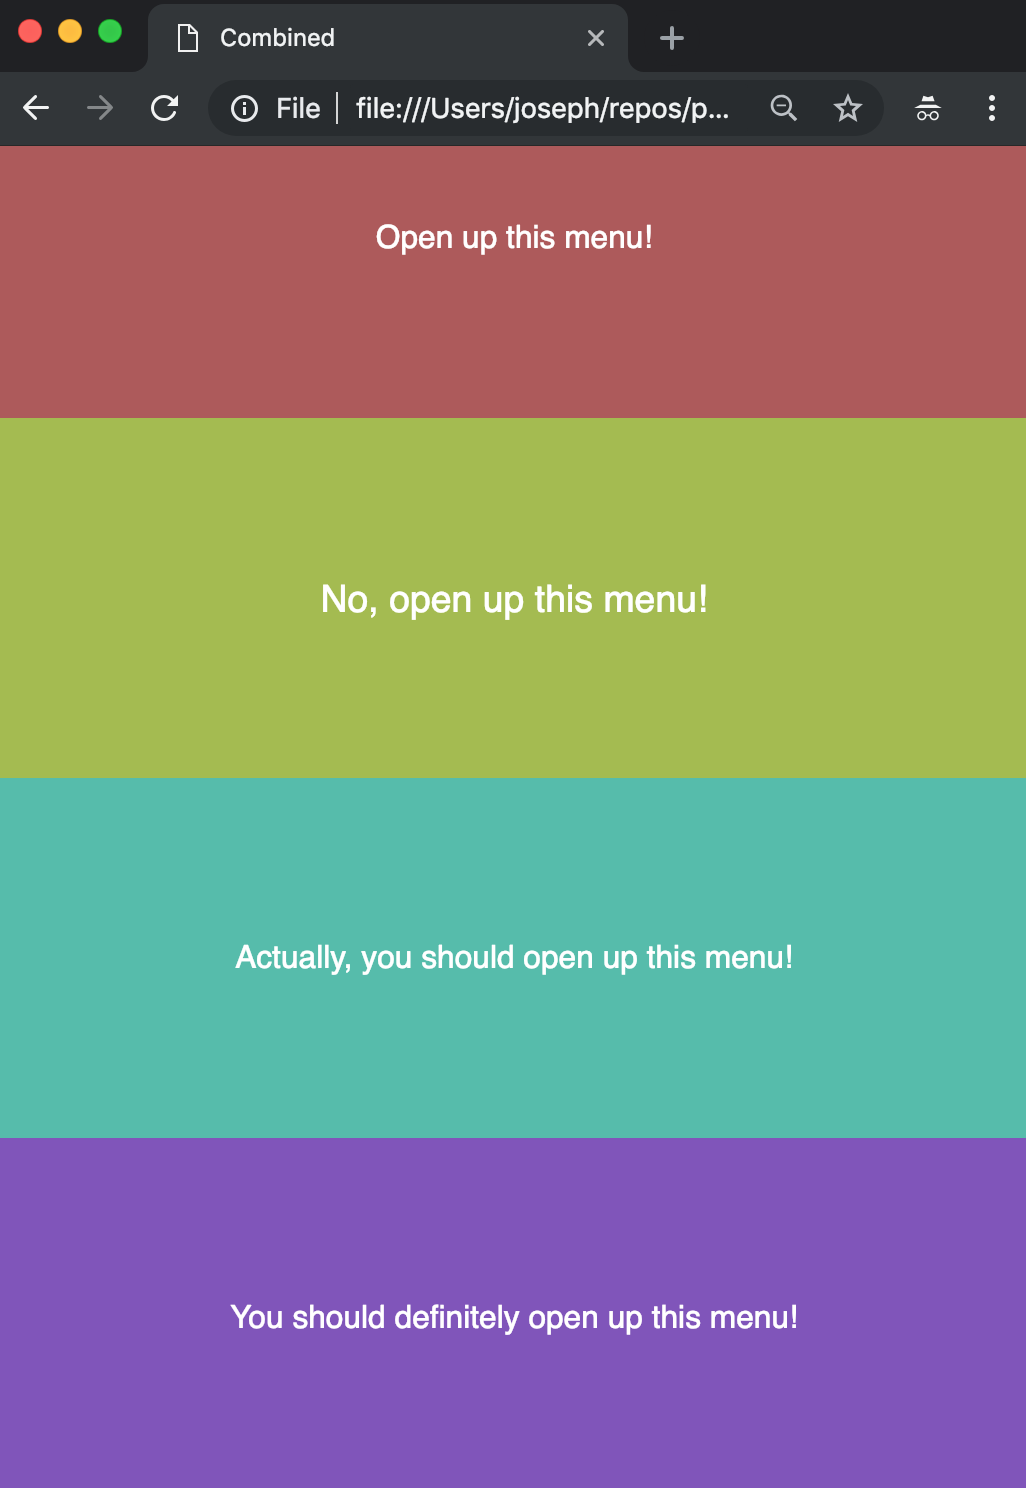 Combined
File file:///Users/joseph/repos/p...
Open up this menu!
No, open up this menu!
Actually, you should open up this menu!
You should definitely open up this menu!